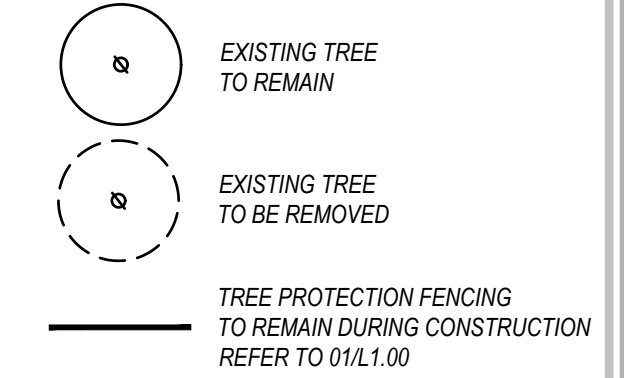 EXISTING TREE
TO REMAIN
EXISTING TREE
TO BE REMOVED
TREE PROTECTION FENCING
TO REMAIN DURING CONSTRUCTION
REFER TO 01/L1.00